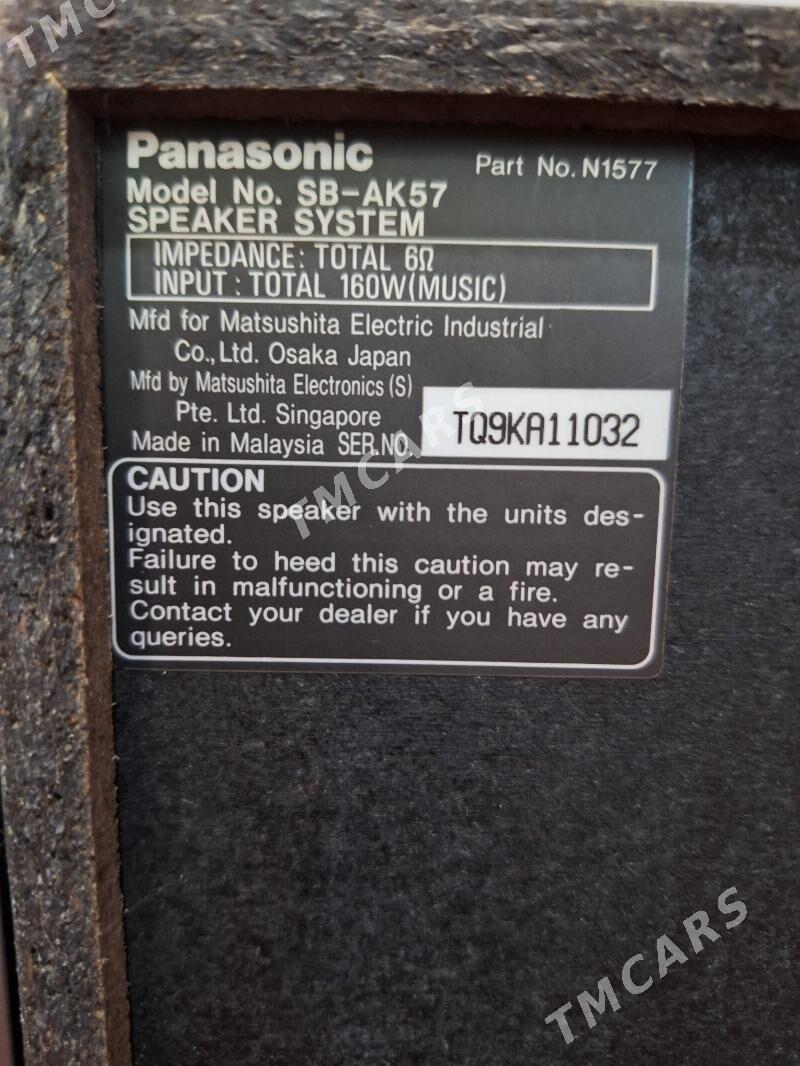 TMCARS
Panasonic
Part No. N1577
Model No. SB-AK57
SPEAKER SYSTEM
IMPEDANCE: TOTAL 6Ω
INPUT : TOTAL 160W(MUSIC)
Mfd for Matsushita Electric Industrial
Co., Ltd. Osaka Japan
Mfd by Matsushita Electronics (S)
Pte. Ltd. Singapore
Made in Malaysia SER.NO.
TQ9KA11032
TMCARS
CAUTION
Use this speaker with the units des-
ignated.
Failure to heed this caution may re-
sult in malfunctioning or a fire.
Contact your dealer if you have any
queries.
TMCARS